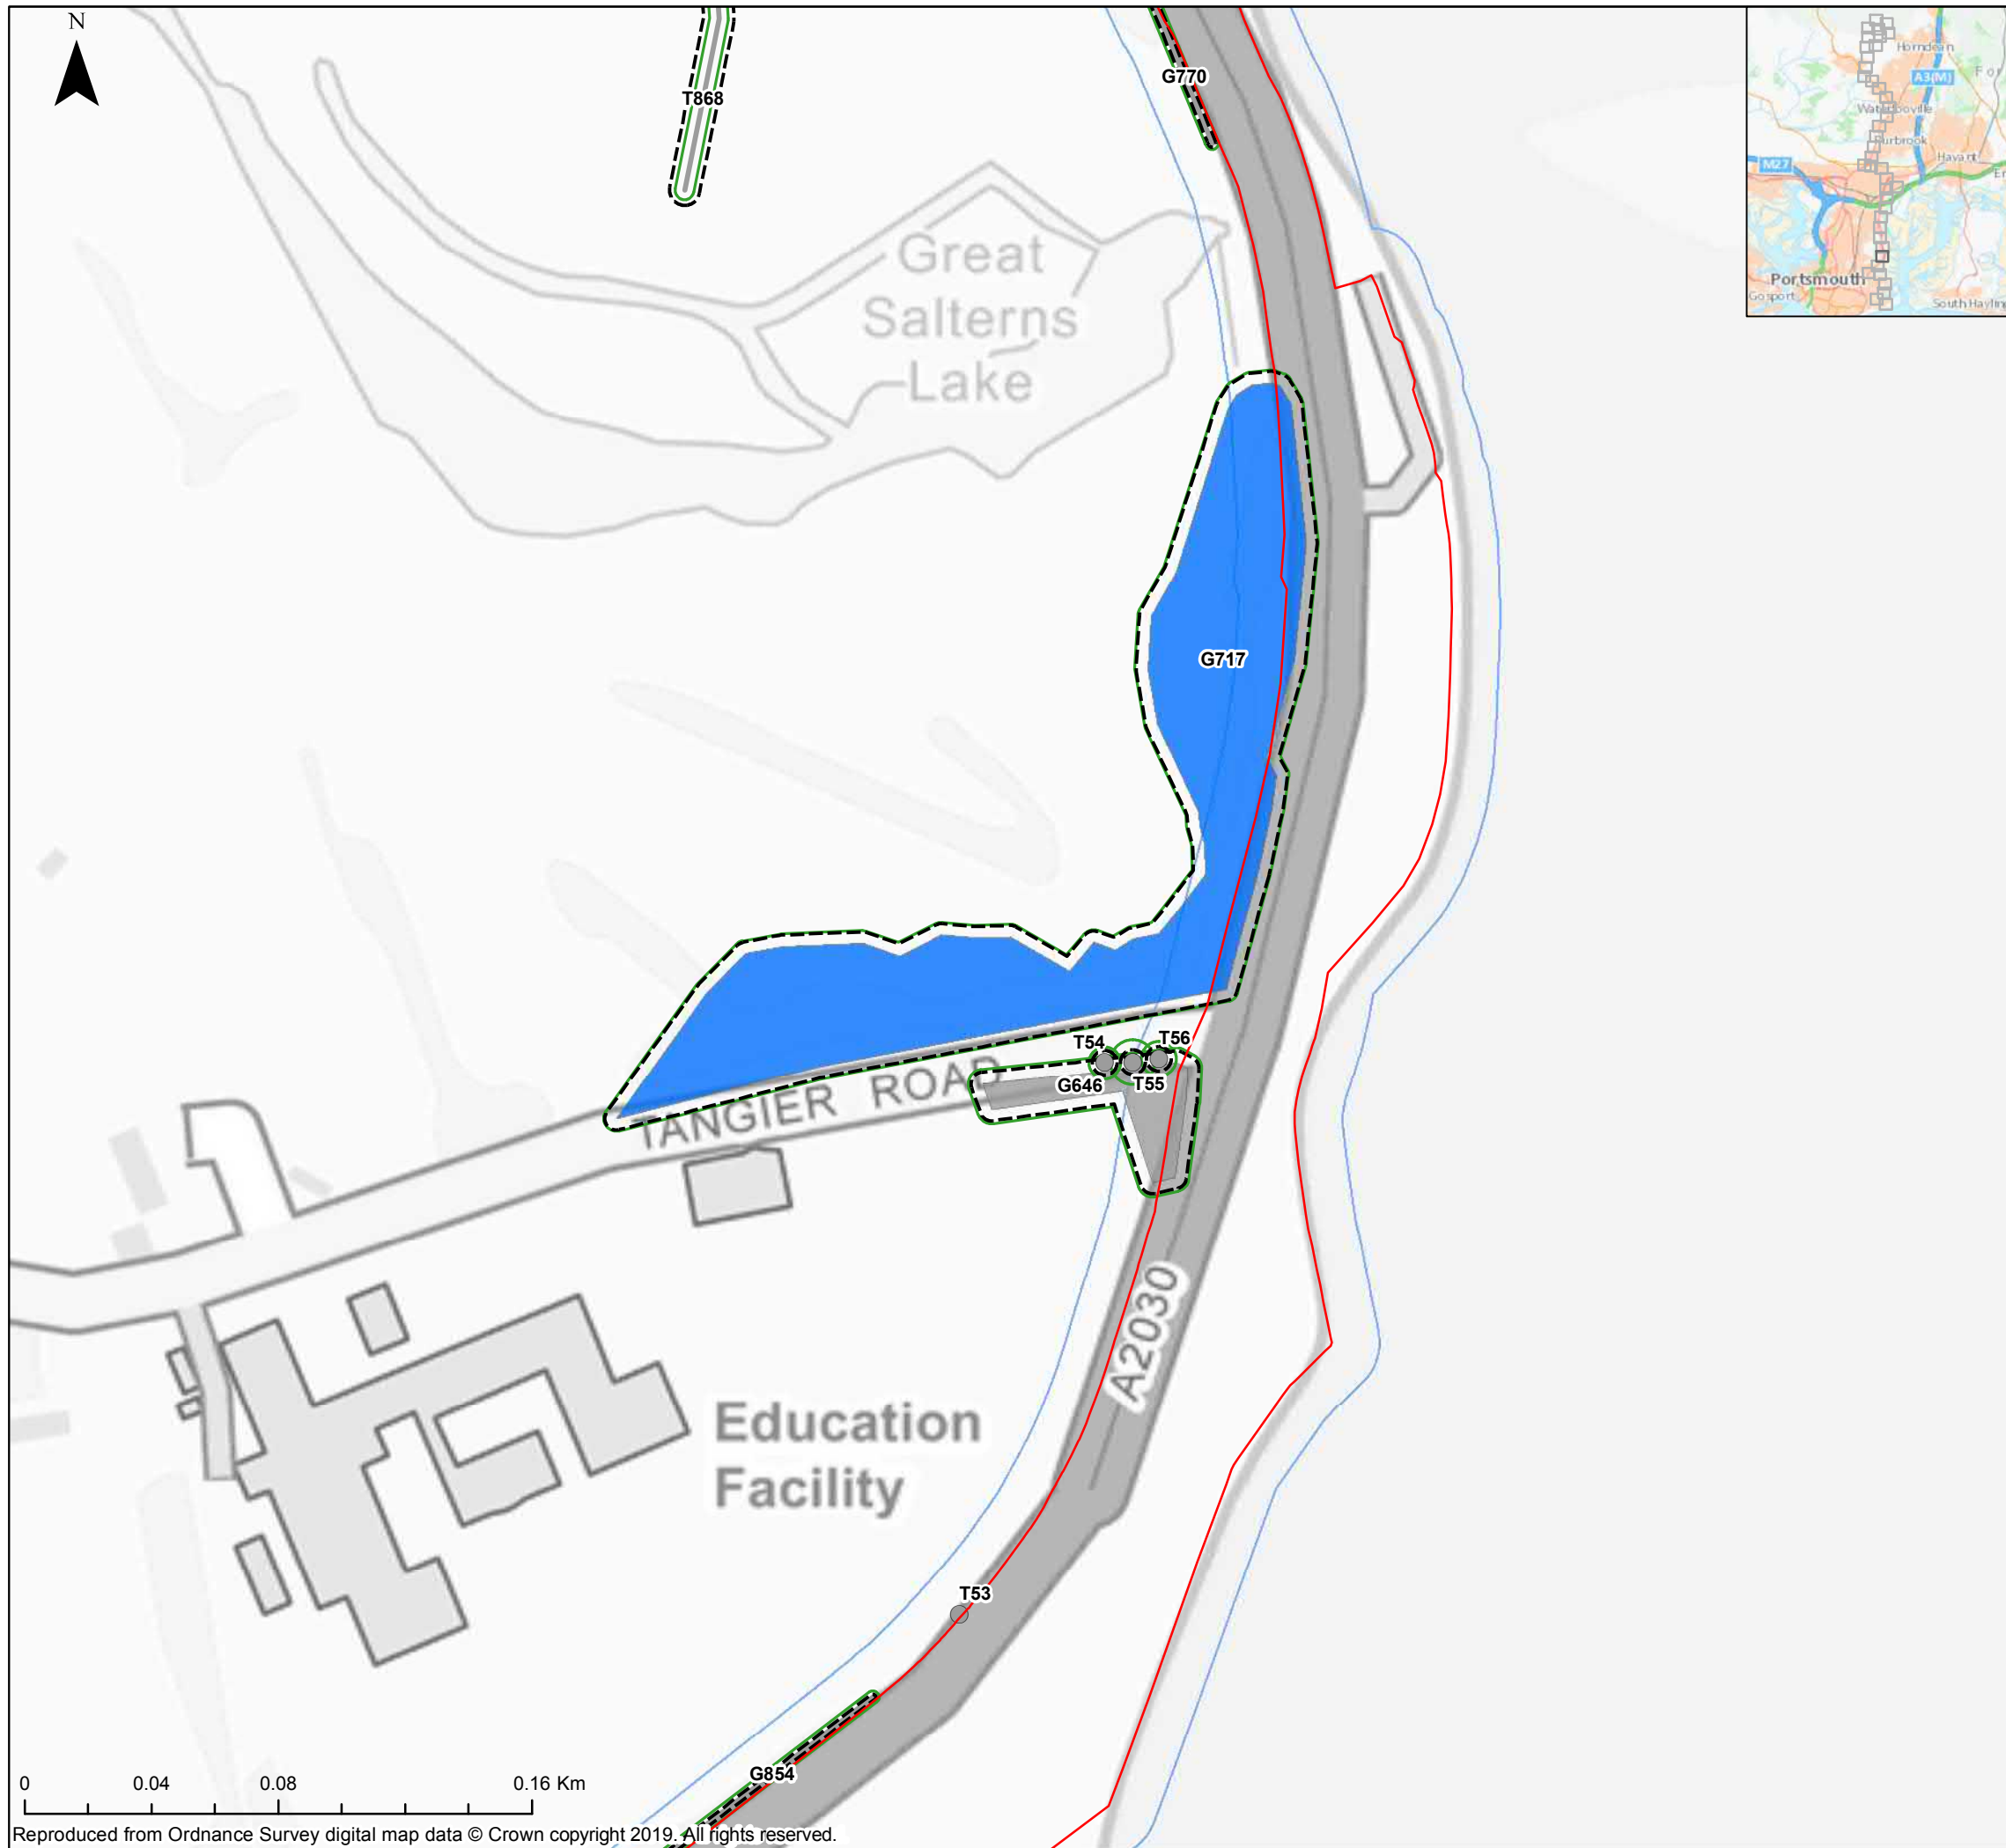 N
T868
G770
Great
Salterns
Lake
G717
T54
T56
G646
T55
TANGIER ROAD
A2030
Education
Facility
T53
G854
0 0.04 0.08 0.16 Km
Reproduced from Ordnance Survey digital map data © Crown copyright 2019. All rights reserved.
Horndean
A3(M)
For
Purbrook
M27
Havant
Portsmouth
Gosport
South Hayling